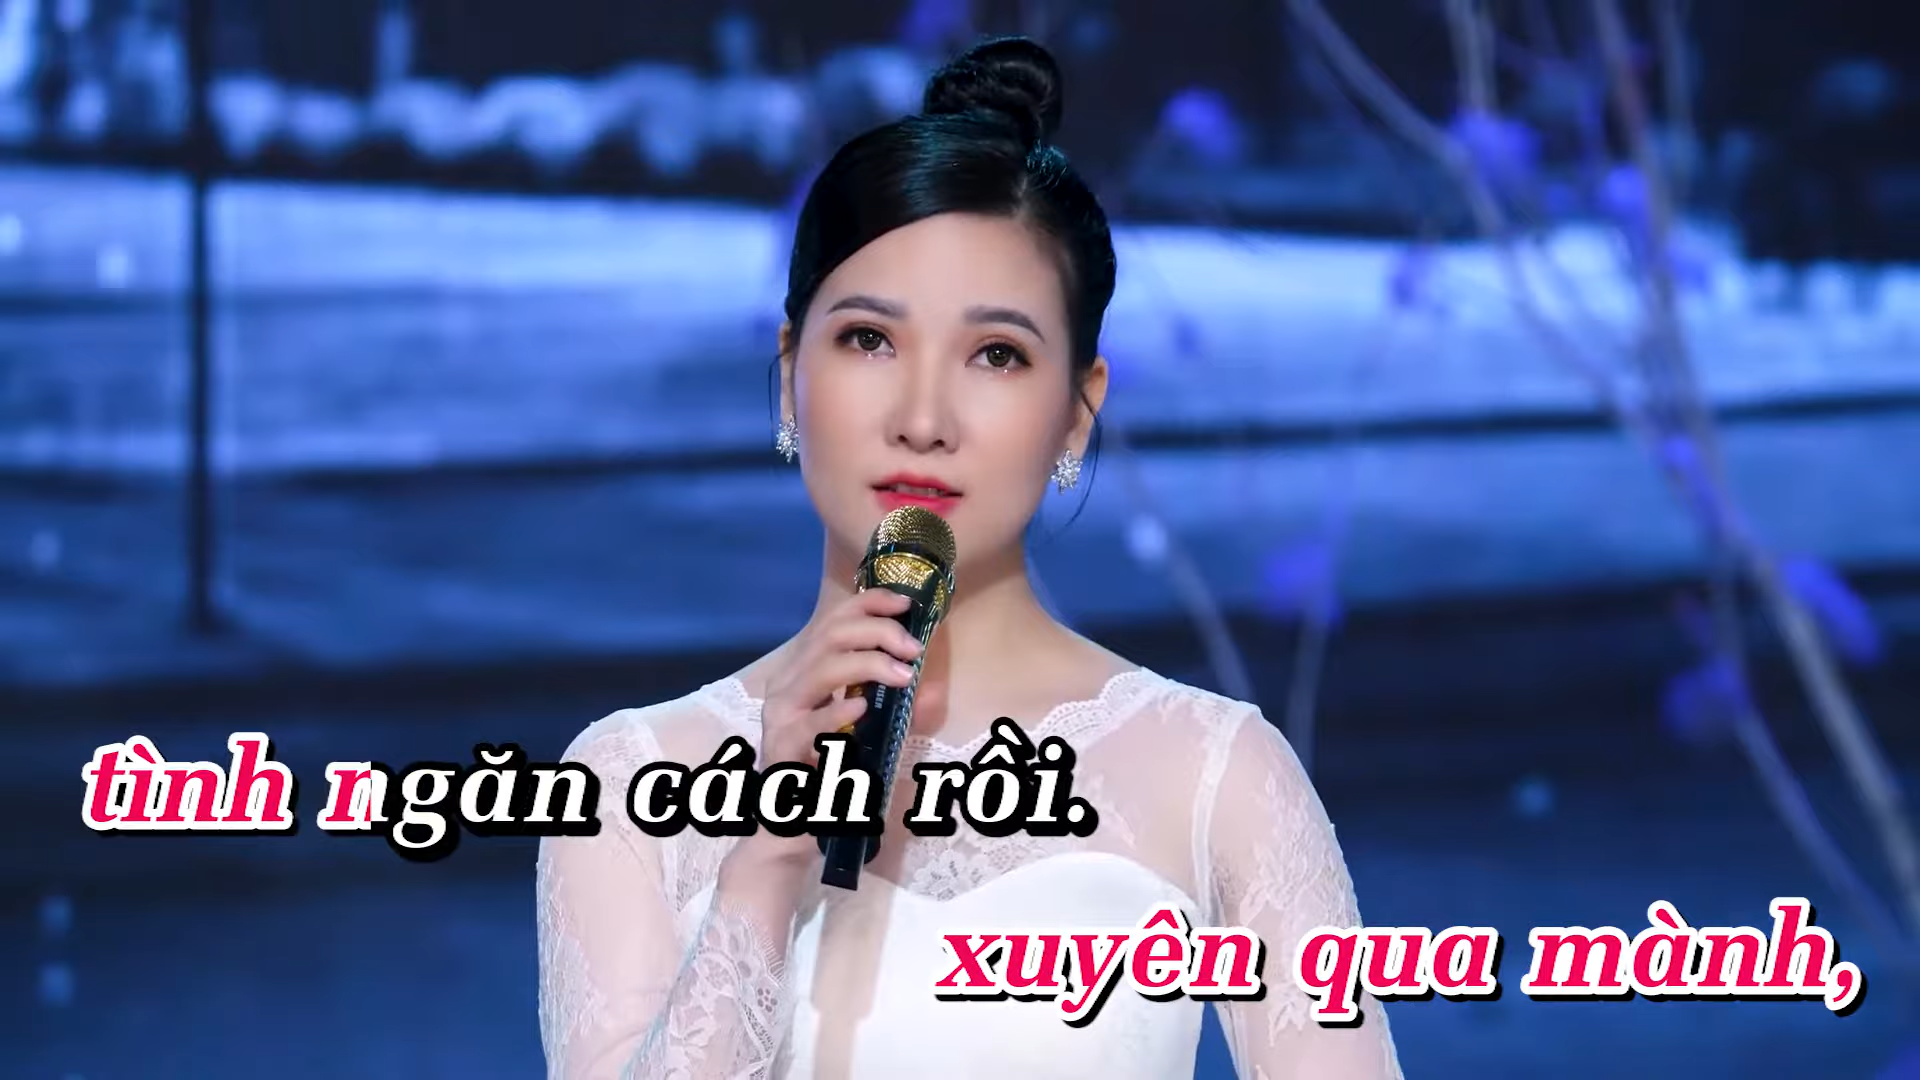 tình ngăn cách rồi.
xuyên qua mành,